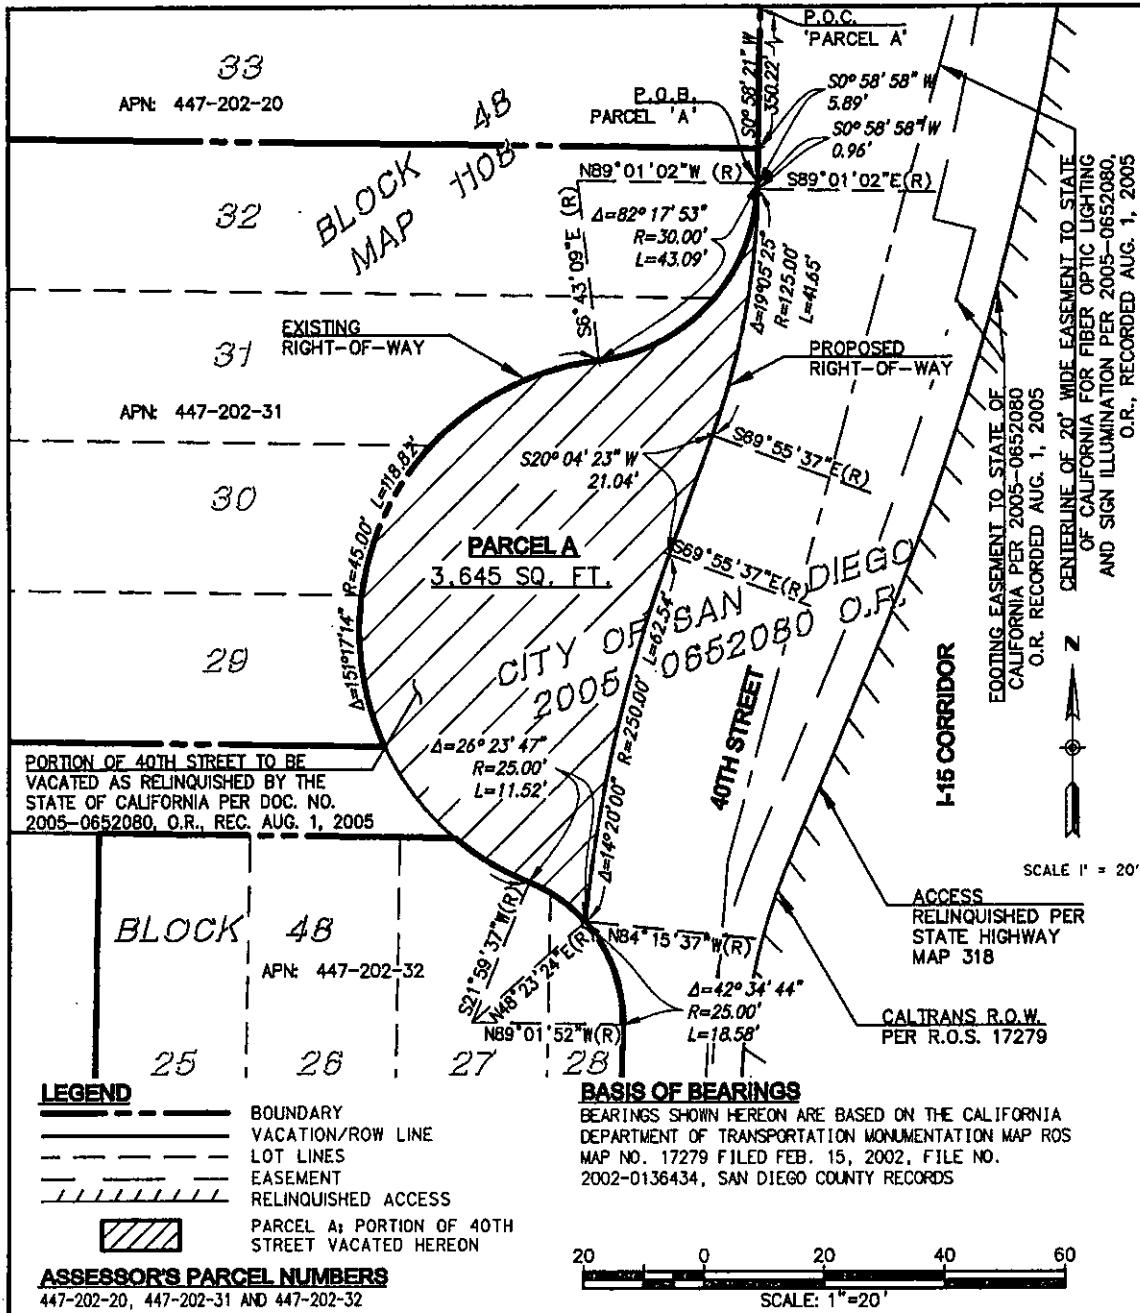 P.O.C.
'PARCEL A'
33
APN: 447-202-20
S0° 58' 21" W
350.22'
S0° 58' 58" W
5.89'
P.O.B.
PARCEL 'A'
S0° 58' 58" W
0.96'
BLOCK 48
MAP 1108
N89°01'02"W (R)
S89°01'02"E(R)
32
S6°43'09"E (R)
Δ=82° 17'53"
R=30.00'
L=43.09'
Δ=19°05'25"
R=125.00'
L=41.65'
EXISTING
RIGHT-OF-WAY
31
APN: 447-202-31
PROPOSED
RIGHT-OF-WAY
S20° 04' 23" W
21.04'
S69°55'37"E(R)
30
Δ=151°17'14" R=45.00' L=118.82'
PARCEL A
3,645 SQ. FT.
S69°55'37"E(R)
CITY OF SAN DIEGO
2005-0652080 O.R.
29
Δ=14°20'00" R=250.00' L=62.54'
40TH STREET
I-15 CORRIDOR
FOOTING EASEMENT TO STATE OF
CALIFORNIA PER 2005-0652080
O.R. RECORDED AUG. 1, 2005
CENTERLINE OF 20' WIDE EASEMENT TO STATE
OF CALIFORNIA FOR FIBER OPTIC LIGHTING
AND SIGN ILLUMINATION PER 2005-0652080,
O.R., RECORDED AUG. 1, 2005
N
SCALE 1" = 20'
PORTION OF 40TH STREET TO BE
VACATED AS RELINQUISHED BY THE
STATE OF CALIFORNIA PER DOC. NO.
2005-0652080, O.R., REC. AUG. 1, 2005
Δ=26° 23'47"
R=25.00'
L=11.52'
ACCESS
RELINQUISHED PER
STATE HIGHWAY
MAP 318
BLOCK 48
APN: 447-202-32
S21°59'37"W(R)
N48°23'24"E(R)
N84°15'37"W(R)
N89°01'52"W(R)
Δ=42° 34'44"
R=25.00'
L=18.58'
CALTRANS R.O.W.
PER R.O.S. 17279
25 26 27 28
LEGEND
BOUNDARY
VACATION/ROW LINE
LOT LINES
EASEMENT
RELINQUISHED ACCESS
PARCEL A: PORTION OF 40TH
STREET VACATED HEREON
ASSESSOR'S PARCEL NUMBERS
447-202-20, 447-202-31 AND 447-202-32
BASIS OF BEARINGS
BEARINGS SHOWN HEREON ARE BASED ON THE CALIFORNIA
DEPARTMENT OF TRANSPORTATION MONUMENTATION MAP ROS
MAP NO. 17279 FILED FEB. 15, 2002, FILE NO.
2002-0136434, SAN DIEGO COUNTY RECORDS
20 0 20 40 60
SCALE: 1"=20'